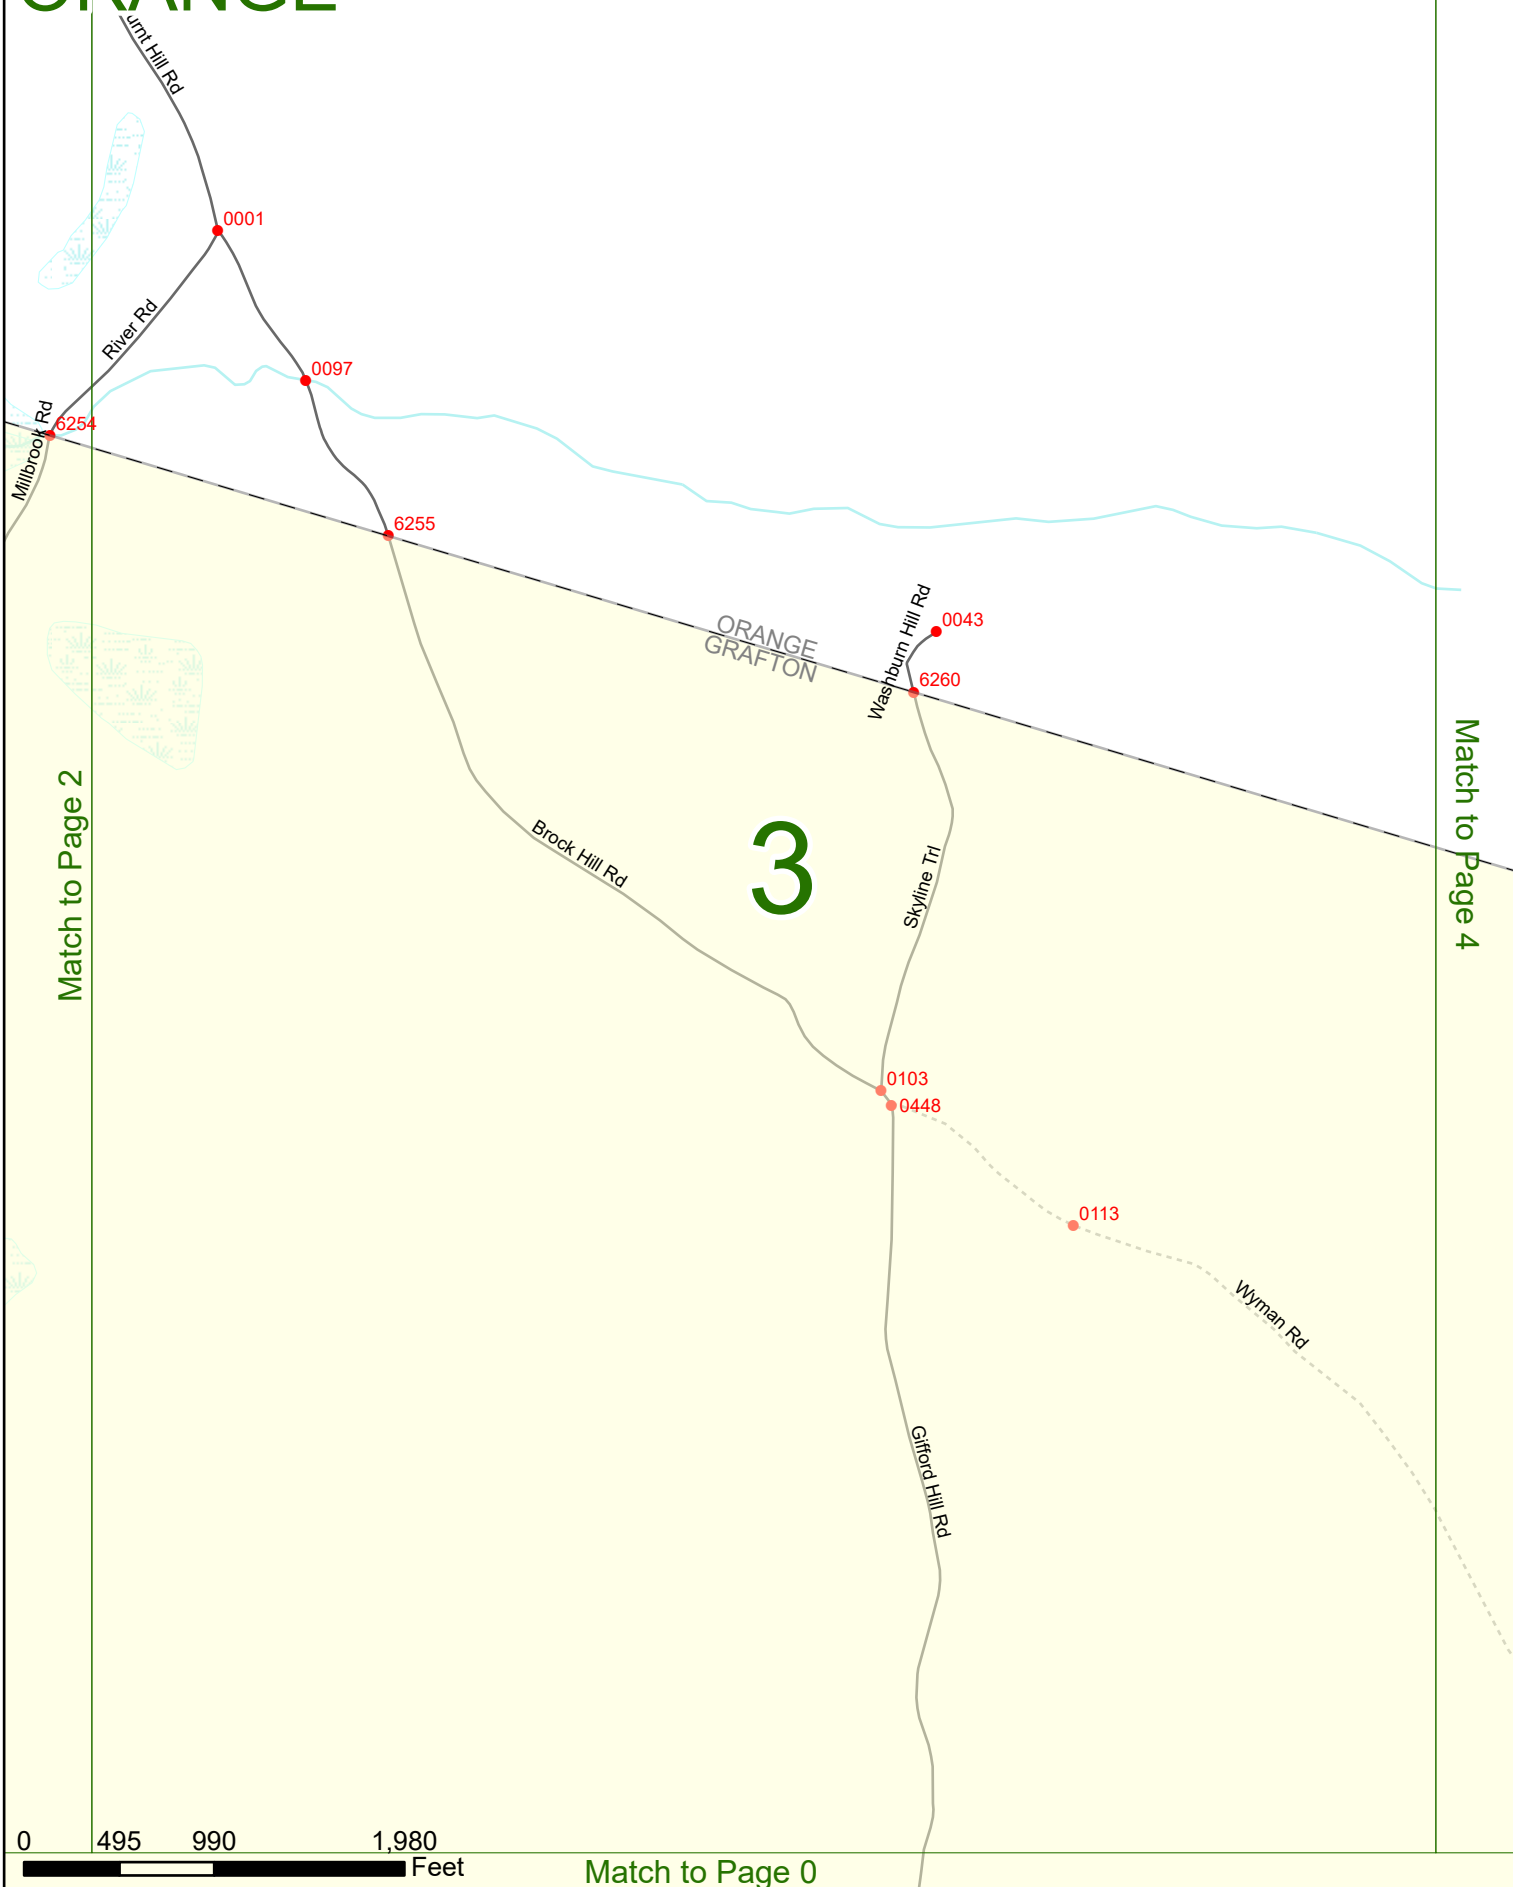 ORANGE
urnt Hill Rd
0001
River Rd
0097
Millbrook Rd
6254
6255
ORANGE
GRAFTON
Washburn Hill Rd
0043
6260
Match to Page 2
Match to Page 4
3
Brock Hill Rd
Skyline Trl
0103
0448
0113
Wyman Rd
Gifford Hill Rd
0 495 990 1,980
Feet
Match to Page 0